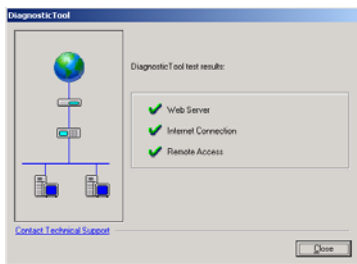 DiagnosticTool
DiagnosticTool test results:
Web Server
Internet Connection
Remote Access
Contact Technical Support
Close